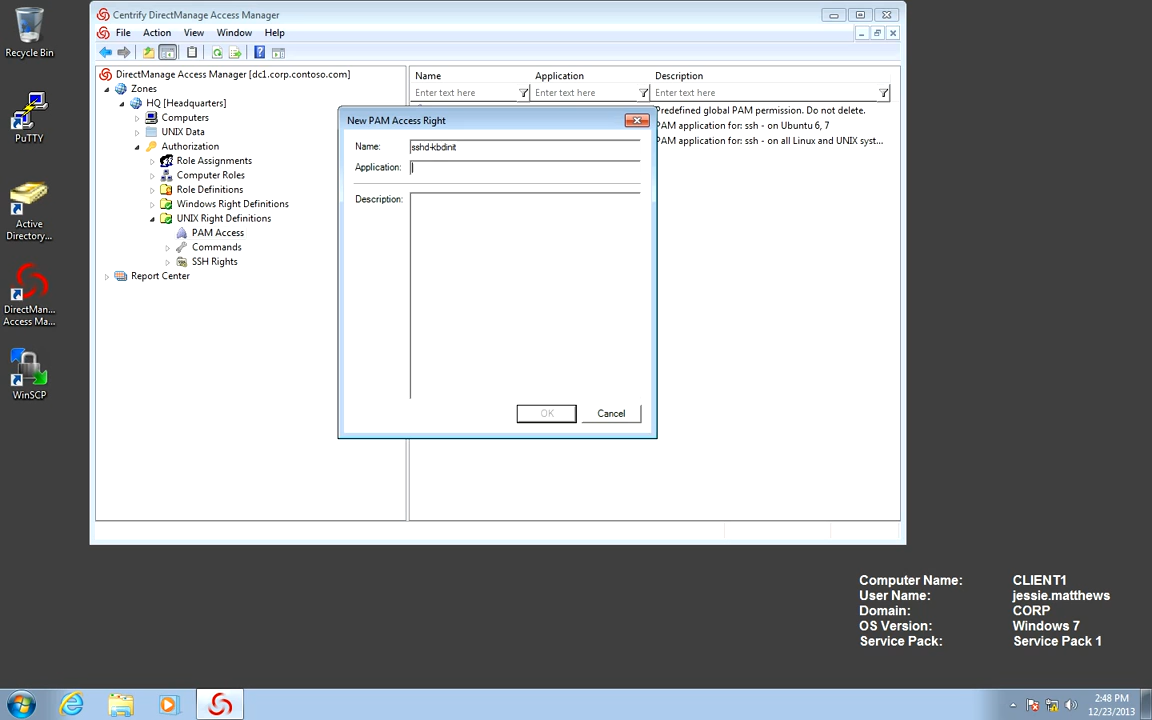 Centrify DirectManage Access Manager
File Action View Window Help
DirectManage Access Manager [dc1.corp.contoso.com]
Zones
HQ [Headquarters]
Computers
UNIX Data
Authorization
Role Assignments
Computer Roles
Role Definitions
Windows Right Definitions
UNIX Right Definitions
PAM Access
Commands
SSH Rights
Report Center
Name Application Description
Enter text here Enter text here Enter text here
Predefined global PAM permission. Do not delete.
PAM application for: ssh - on Ubuntu 6, 7
PAM application for: ssh - on all Linux and UNIX syst...
New PAM Access Right
Name: sshd-kbdnit
Application:
Description:
OK Cancel
Recycle Bin
PuTTY
Active
Directory...
DirectMan...
Access Ma...
WinSCP
Computer Name: CLIENT1
User Name: jessie.matthews
Domain: CORP
OS Version: Windows 7
Service Pack: Service Pack 1
2:48 PM
12/23/2013